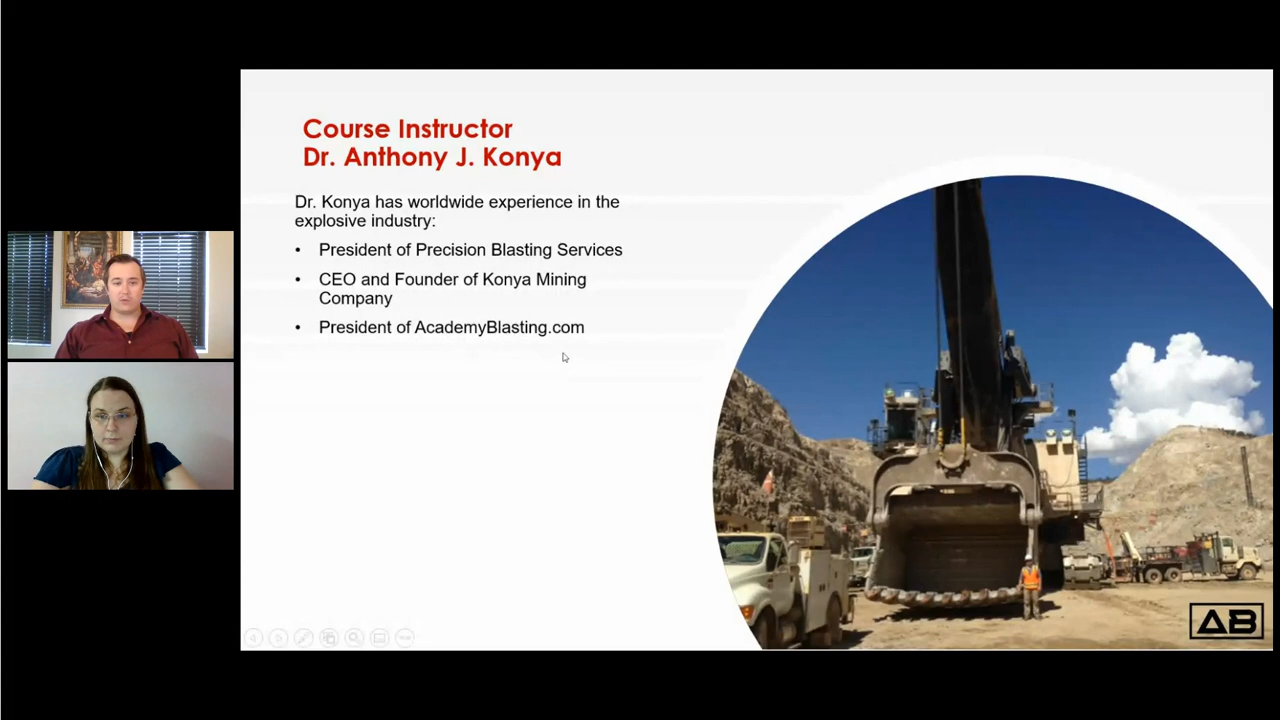 Course Instructor
Dr. Anthony J. Konya
Dr. Konya has worldwide experience in the
explosive industry:
• President of Precision Blasting Services
• CEO and Founder of Konya Mining
Company
• President of AcademyBlasting.com
AB